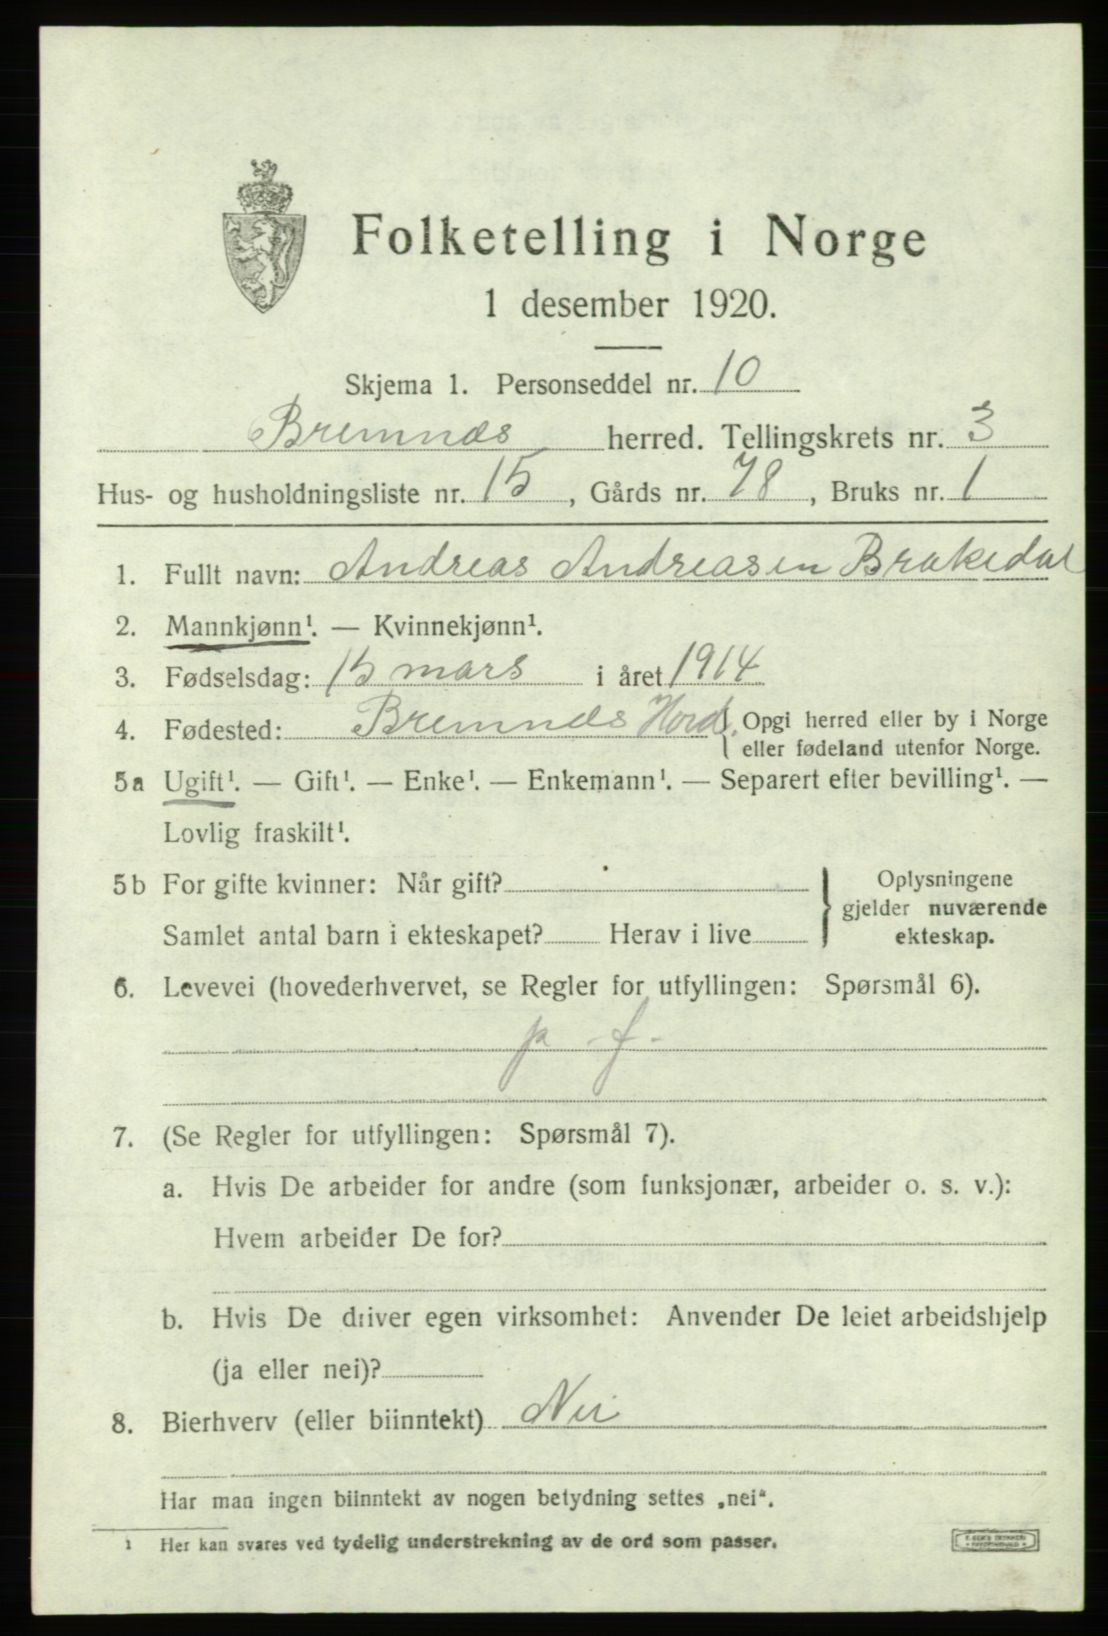 Folketelling i Norge
1 desember 1920.
Skjema 1. Personseddel nr. 10
Bremnæs herred. Tellingskrets nr. 3
Hus- og husholdningsliste nr. 15, Gårds nr. 78, Bruks nr. 1
1. Fullt navn: Andreas Andreasen Brakedal
2. Mannkjønn¹. — Kvinnekjønn¹.
3. Fødselsdag: 15 mars i året 1914
4. Fødested: Bremnæs Hord. { Opgi herred eller by i Norge
eller fødeland utenfor Norge.
5a Ugift¹. — Gift¹. — Enke¹. — Enkemann¹. — Separert efter bevilling¹. —
Lovlig fraskilt¹.
5b For gifte kvinner: Når gift?
Samlet antal barn i ekteskapet? Herav i live
} Oplysningene
gjelder nuværende
ekteskap.
6. Levevei (hovederhvervet, se Regler for utfyllingen: Spørsmål 6).
p f.
7. (Se Regler for utfyllingen: Spørsmål 7).
a. Hvis De arbeider for andre (som funksjonær, arbeider o. s. v.):
Hvem arbeider De for?
b. Hvis De driver egen virksomhet: Anvender De leiet arbeidshjelp
(ja eller nei)?
8. Bierhverv (eller biinntekt) Nei
Har man ingen biinntekt av nogen betydning settes „nei“.
¹ Her kan svares ved tydelig understrekning av de ord som passer.